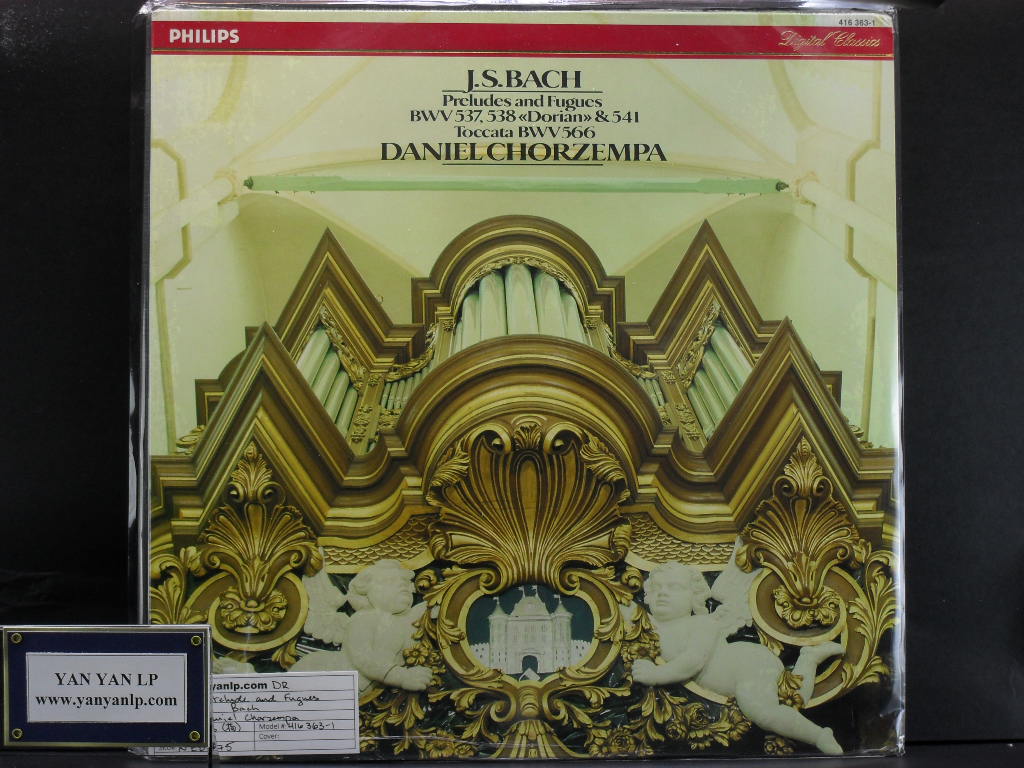 416 363-1
PHILIPS
Digital Classics
J.S. BACH
Preludes and Fugues
BWV 537, 538 «Dorian» & 541
Toccata BWV 566
DANIEL CHORZEMPA
YAN YAN LP
www.yanyanlp.com
yanlp.com DR
and Fugues
Bach
Chorzempa
Model #: 416 363-1
Cover: